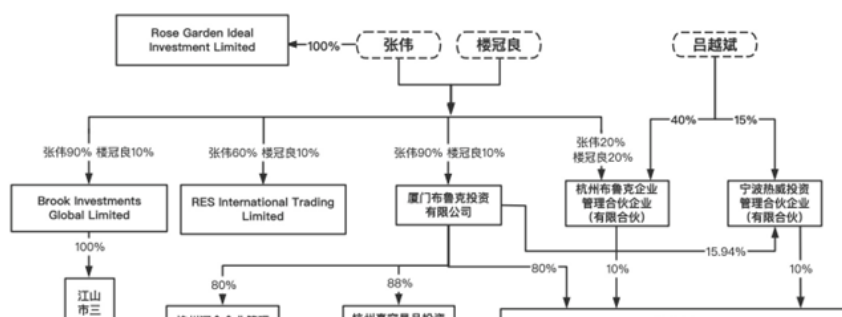 Rose Garden Ideal
Investment Limited
100%
张伟
楼冠良
吕越斌
40%
15%
张伟90% 楼冠良10%
张伟60% 楼冠良10%
张伟90% 楼冠良10%
张伟20%
楼冠良20%
Brook Investments
Global Limited
RES International Trading
Limited
厦门布鲁克投资
有限公司
杭州布鲁克企业
管理合伙企业
(有限合伙)
宁波热威投资
管理合伙企业
(有限合伙)
100%
15.94%
80%
88%
80%
10%
10%
江山
市三